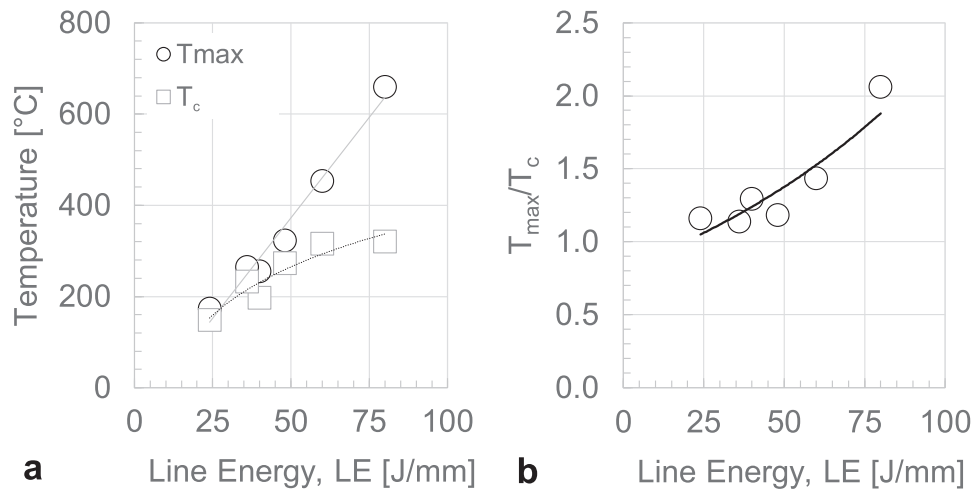 Temperature [°C]
800
600
400
200
0
Tmax
Tc
0 25 50 75 100
Line Energy, LE [J/mm]
a
Tmax/Tc
2.5
2.0
1.5
1.0
0.5
0.0
0 25 50 75 100
Line Energy, LE [J/mm]
b